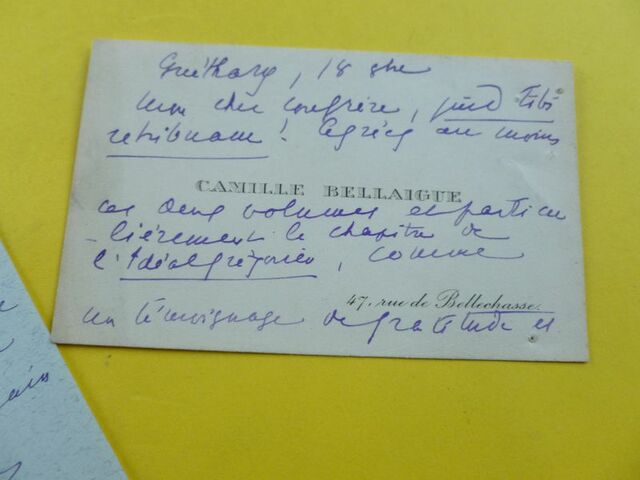 Guéthary, 18 8bre
Mon cher confrère, quid tibi
retribuam ! Agréez au moins
CAMILLE BELLAIGUE
ces deux volumes et particu
-lièrement le chapitre de
l'Idéal grégorien, comme
47, rue de Bellechasse.
un témoignage de gratitude et